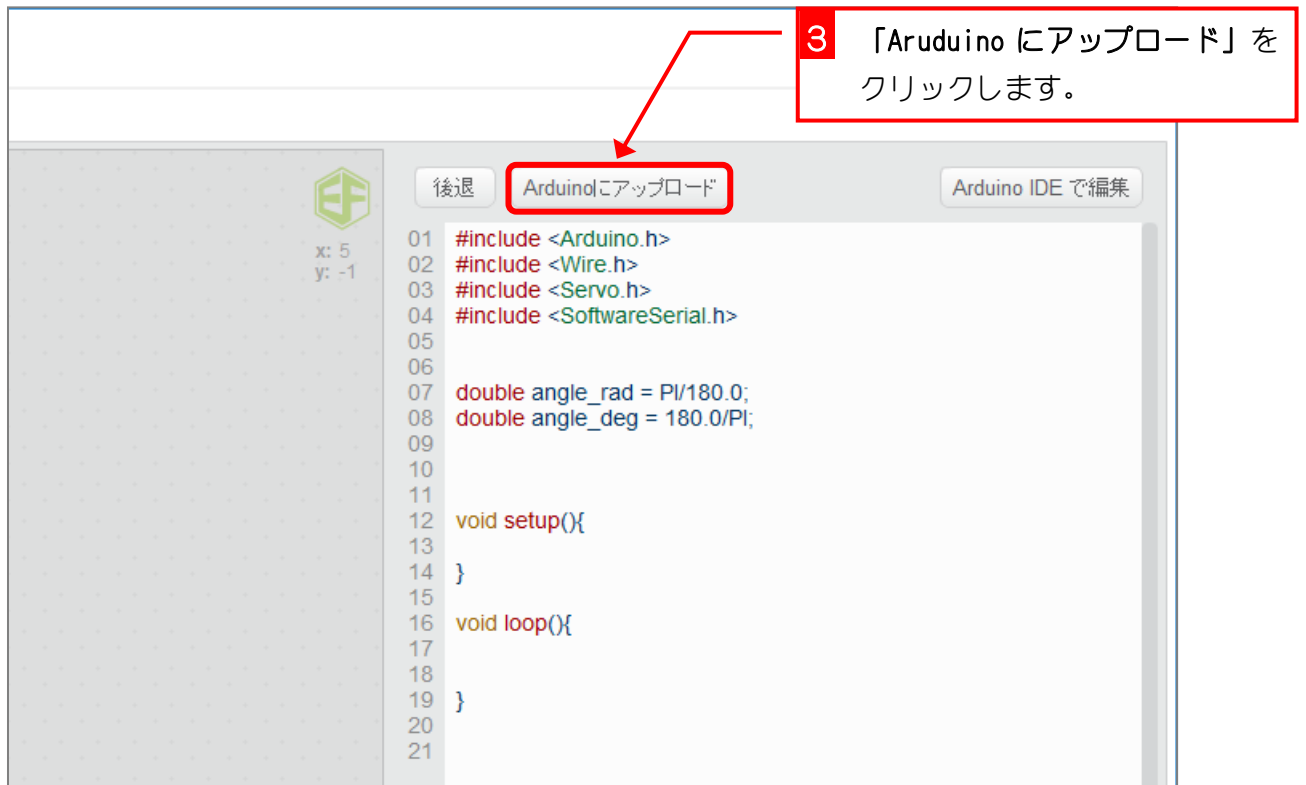 3 「Aruduino にアップロード」を
クリックします。
後退 Arduinoにアップロード Arduino IDE で編集
EF
x: 5
y: -1
01 #include <Arduino.h>
02 #include <Wire.h>
03 #include <Servo.h>
04 #include <SoftwareSerial.h>
05
06
07 double angle_rad = PI/180.0;
08 double angle_deg = 180.0/PI;
09
10
11
12 void setup(){
13
14 }
15
16 void loop(){
17
18
19 }
20
21